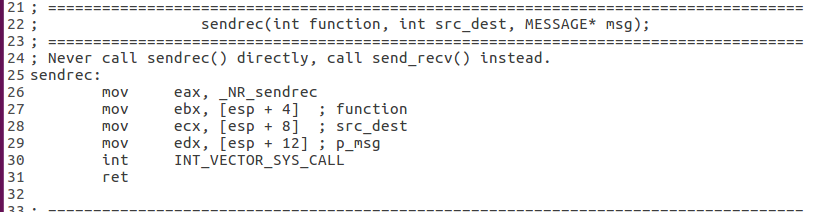 21 ; ====================================================================================
22 ;                   sendrec(int function, int src_dest, MESSAGE* msg);
23 ; ====================================================================================
24 ; Never call sendrec() directly, call send_recv() instead.
25 sendrec:
26         mov     eax, _NR_sendrec
27         mov     ebx, [esp + 4]  ; function
28         mov     ecx, [esp + 8]  ; src_dest
29         mov     edx, [esp + 12] ; p_msg
30         int     INT_VECTOR_SYS_CALL
31         ret
32
33 ; ====================================================================================